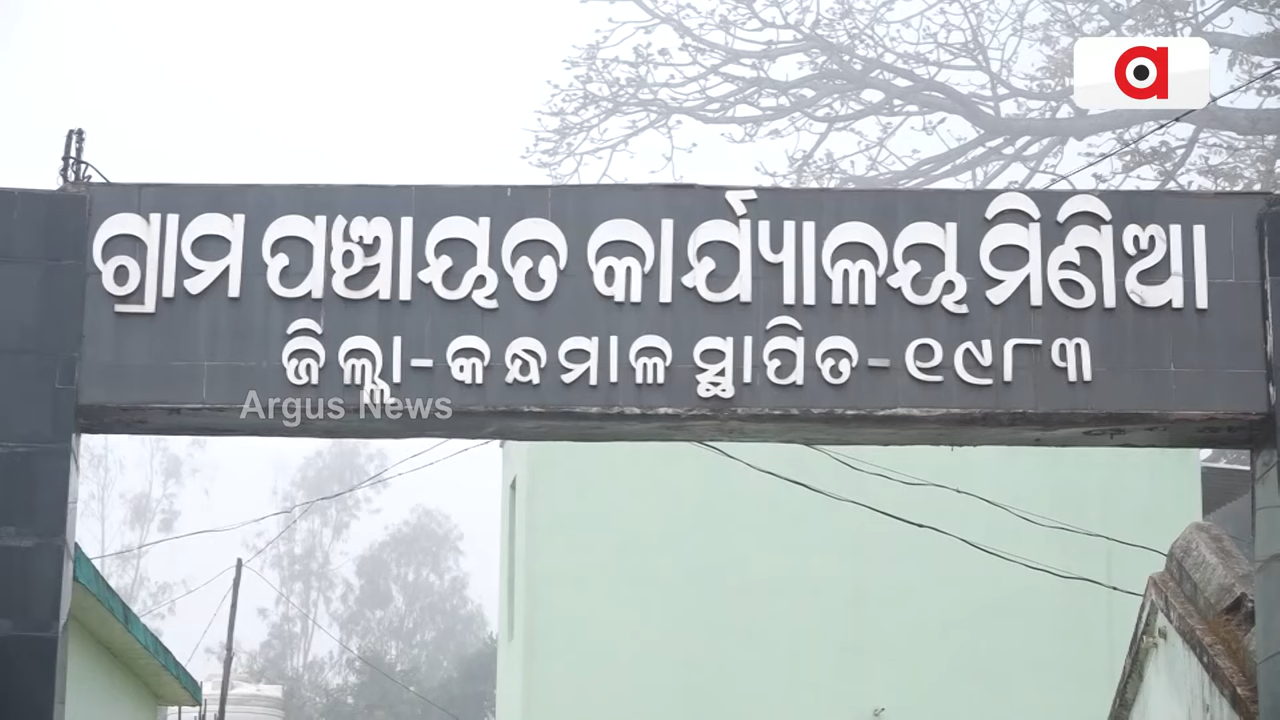 ଗ୍ରାମ ପଞ୍ଚାୟତ କାର୍ଯ୍ୟାଳୟ ମିଣିଆ
ଜିଲ୍ଲା-କନ୍ଧମାଳ ସ୍ଥାପିତ-୧୯୮୩
Argus News